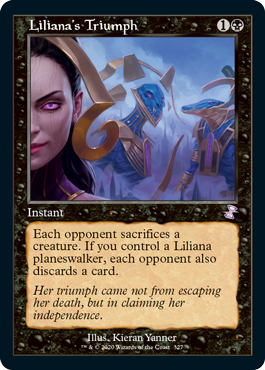 Liliana's Triumph 1
Instant
Each opponent sacrifices a
creature. If you control a Liliana
planeswalker, each opponent also
discards a card.
Her triumph came not from escaping
her death, but in claiming her
independence.
Illus. Kieran Yanner
™ & © 2020 Wizards of the Coast 327